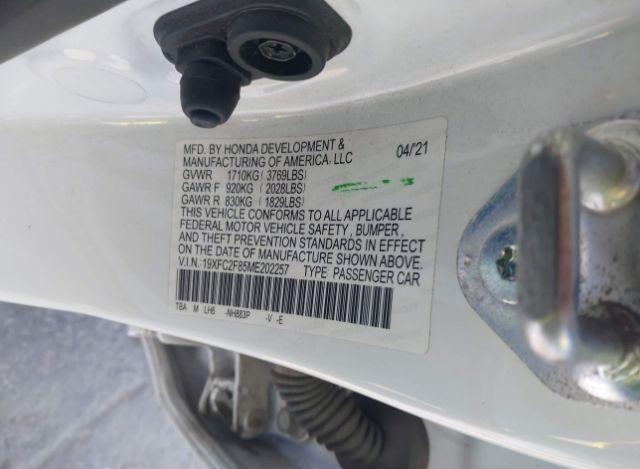 MFD. BY HONDA DEVELOPMENT &
MANUFACTURING OF AMERICA, LLC 04/'21
GVWR 1710KG ( 3769LBS)
GAWR F 920KG ( 2028LBS)
GAWR R 830KG ( 1829LBS)
THIS VEHICLE CONFORMS TO ALL APPLICABLE
FEDERAL MOTOR VEHICLE SAFETY , BUMPER,
AND THEFT PREVENTION STANDARDS IN EFFECT
ON THE DATE OF MANUFACTURE SHOWN ABOVE.
V.I.N.:19XFC2F85ME202257 TYPE: PASSENGER CAR
TBA M LH6 -NH883P -V -E